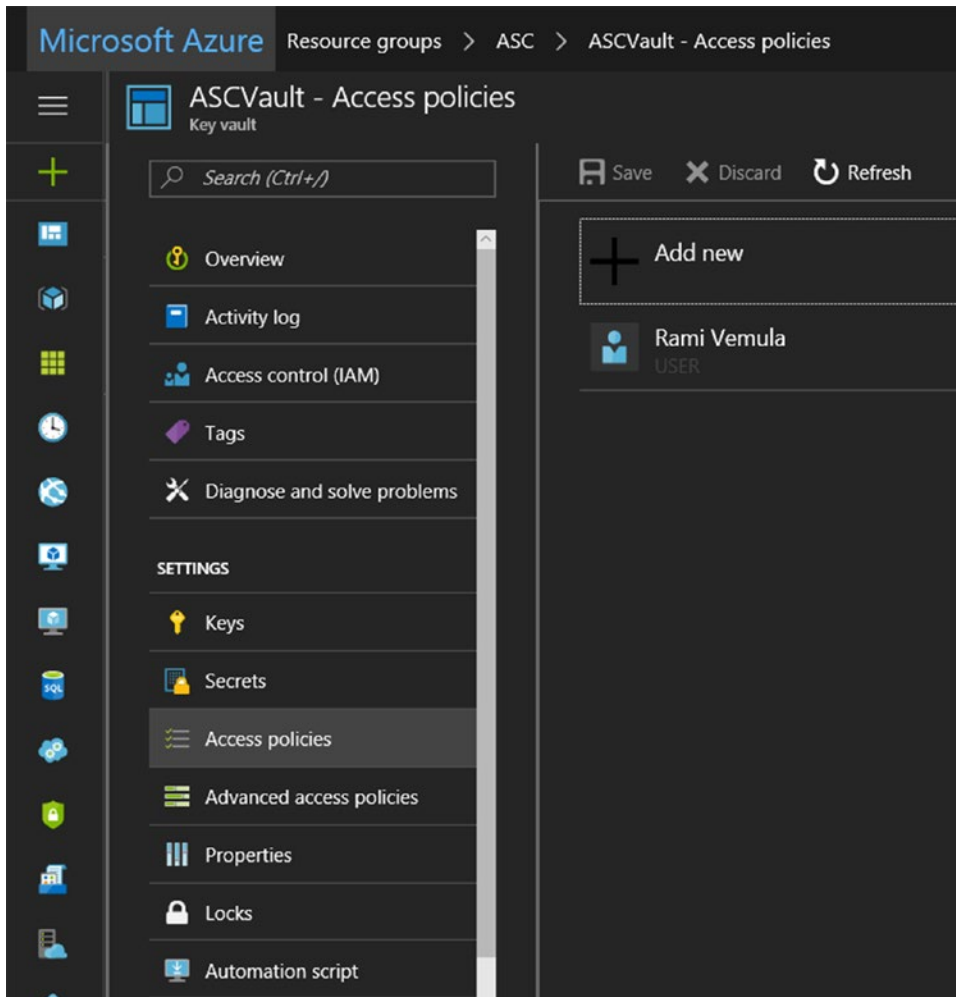 Microsoft Azure Resource groups > ASC > ASCVault - Access policies
ASCVault - Access policies
Key vault
Search (Ctrl+/)
Save Discard Refresh
Overview
Activity log
Access control (IAM)
Tags
Diagnose and solve problems
SETTINGS
Keys
Secrets
Access policies
Advanced access policies
Properties
Locks
Automation script
Add new
Rami Vemula
USER
SQL